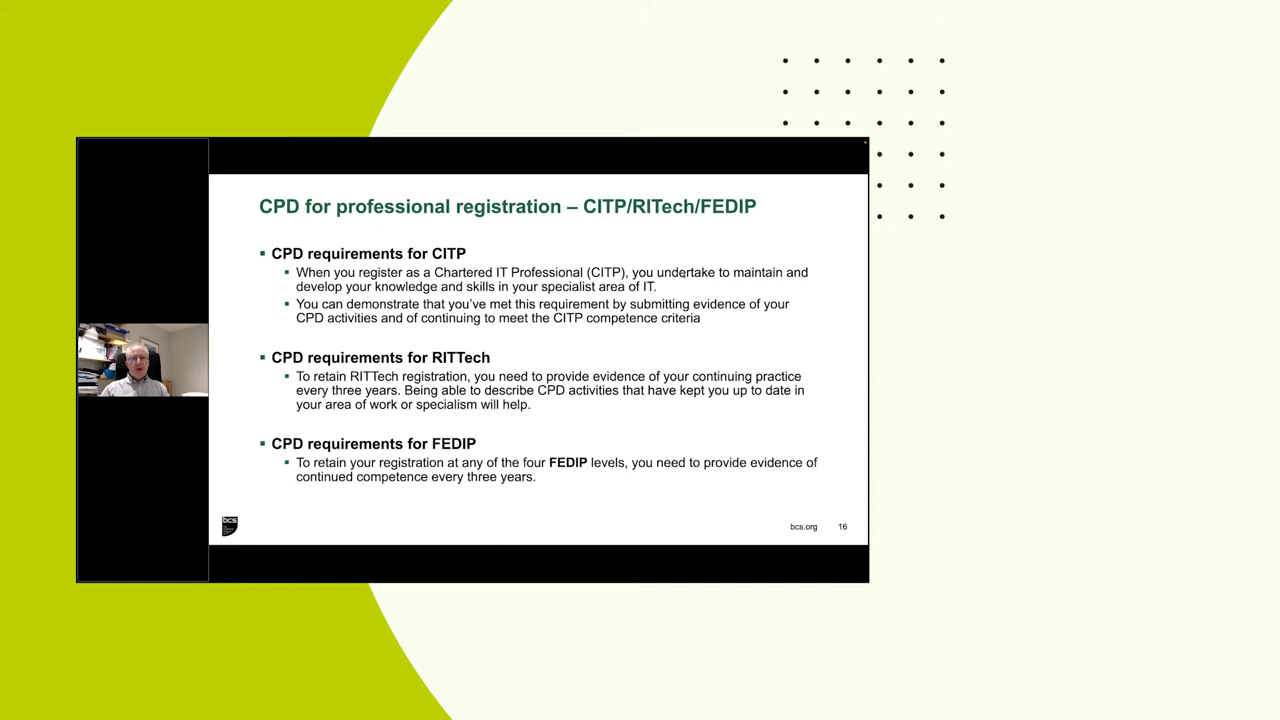 CPD for professional registration – CITP/RITech/FEDIP
CPD requirements for CITP
When you register as a Chartered IT Professional (CITP), you undertake to maintain and
develop your knowledge and skills in your specialist area of IT.
You can demonstrate that you've met this requirement by submitting evidence of your
CPD activities and of continuing to meet the CITP competence criteria
CPD requirements for RITTech
To retain RITTech registration, you need to provide evidence of your continuing practice
every three years. Being able to describe CPD activities that have kept you up to date in
your area of work or specialism will help.
CPD requirements for FEDIP
To retain your registration at any of the four FEDIP levels, you need to provide evidence of
continued competence every three years.
bcs
bcs.org 16